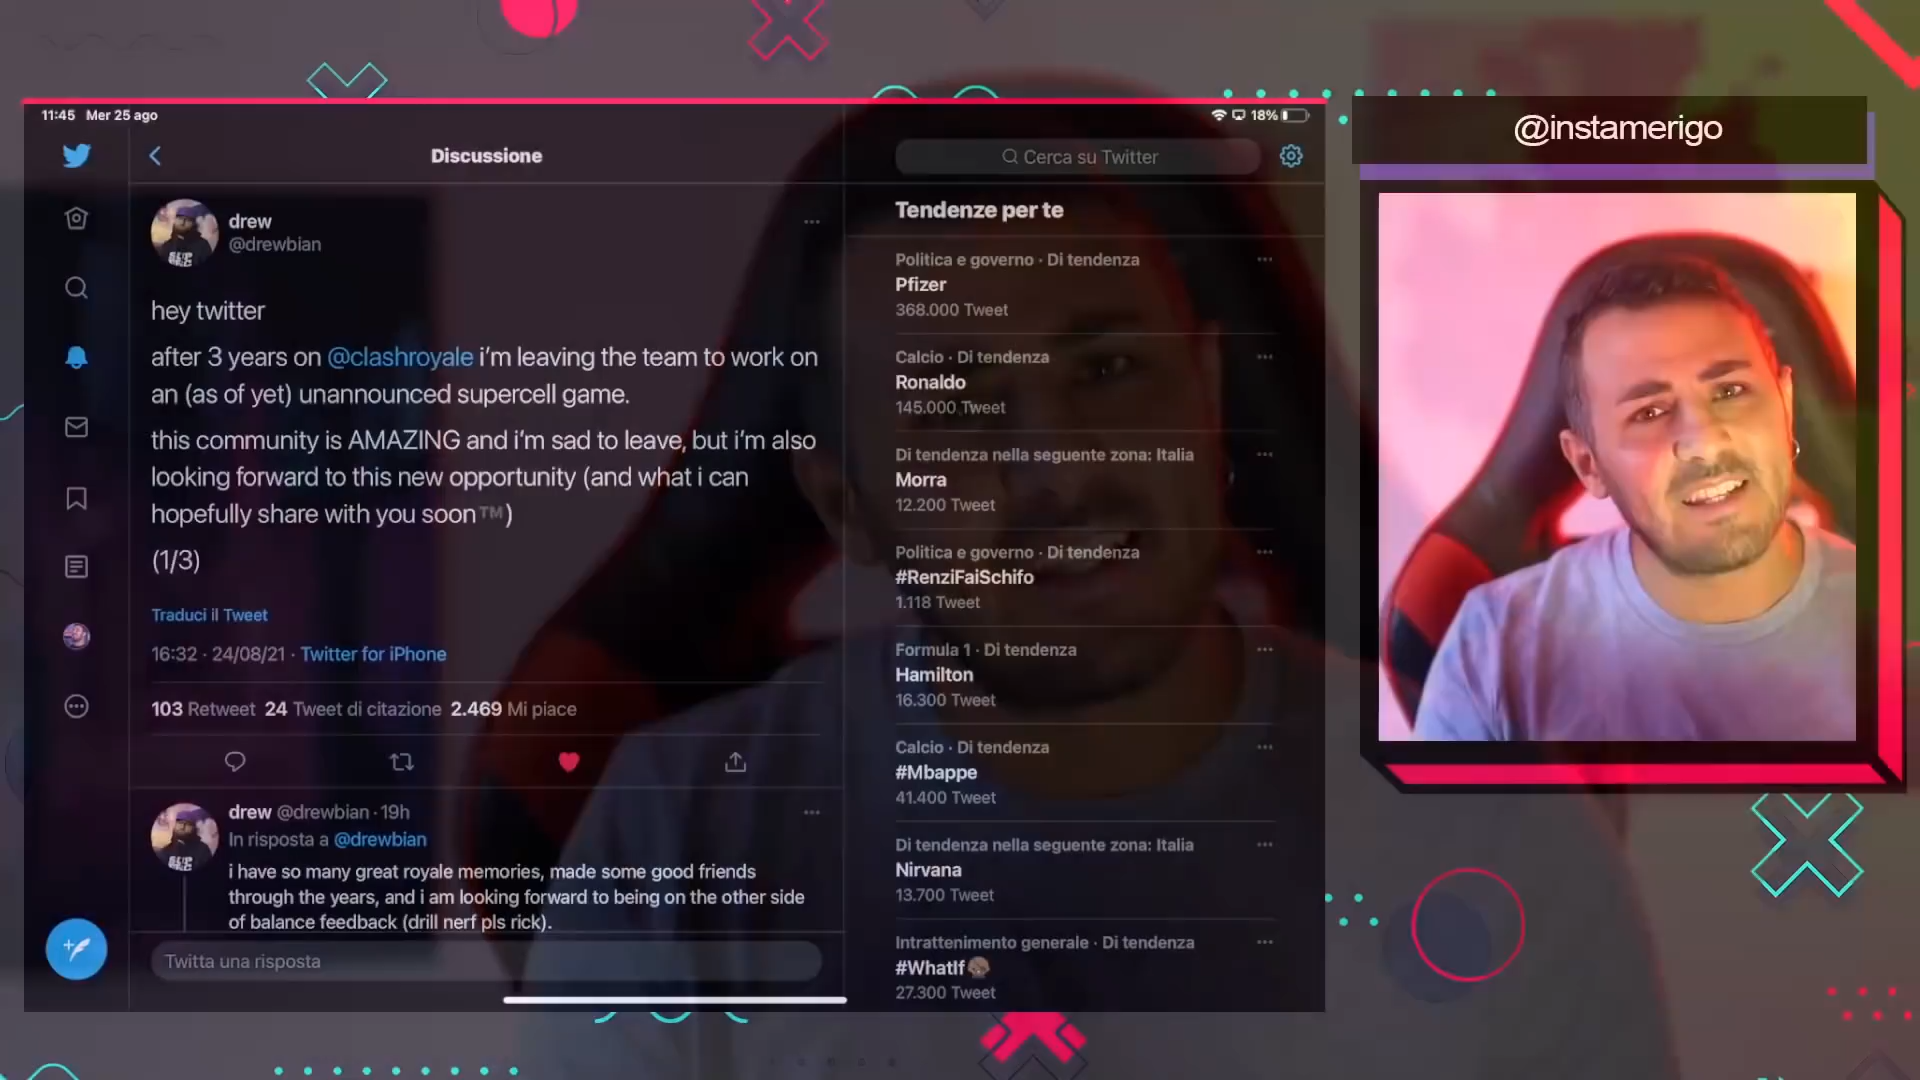 11:45 Mer 25 ago
18%
Discussione
Cerca su Twitter
drew
@drewbian
hey twitter
after 3 years on @clashroyale i’m leaving the team to work on
an (as of yet) unannounced supercell game.
this community is AMAZING and i’m sad to leave, but i’m also
looking forward to this new opportunity (and what i can
hopefully share with you soon™)
(1/3)
Traduci il Tweet
16:32 · 24/08/21 · Twitter for iPhone
103 Retweet 24 Tweet di citazione 2.469 Mi piace
drew @drewbian · 19h
In risposta a @drewbian
i have so many great royale memories, made some good friends
through the years, and i am looking forward to being on the other side
of balance feedback (drill nerf pls rick).
Twitta una risposta
Tendenze per te
Politica e governo · Di tendenza
Pfizer
368.000 Tweet
Calcio · Di tendenza
Ronaldo
145.000 Tweet
Di tendenza nella seguente zona: Italia
Morra
12.200 Tweet
Politica e governo · Di tendenza
#RenziFaiSchifo
1.118 Tweet
Formula 1 · Di tendenza
Hamilton
16.300 Tweet
Calcio · Di tendenza
#Mbappe
41.400 Tweet
Di tendenza nella seguente zona: Italia
Nirvana
13.700 Tweet
Intrattenimento generale · Di tendenza
#WhatIf
27.300 Tweet
@instamerigo